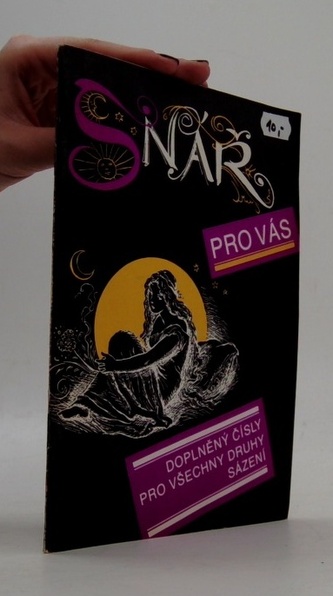 SNÁŘ
10,-
PRO VÁS
DOPLNĚNÝ ČÍSLY
PRO VŠECHNY DRUHY
SÁZENÍ